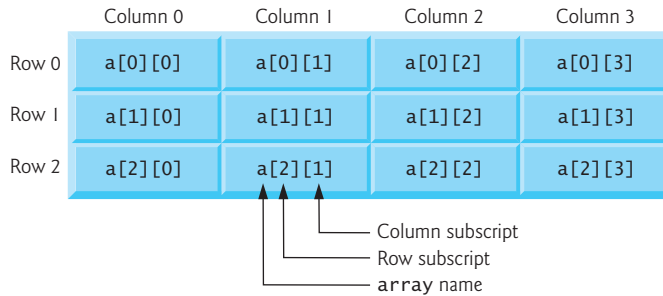 Column 0 Column 1 Column 2 Column 3
Row 0 a[0][0] a[0][1] a[0][2] a[0][3]
Row 1 a[1][0] a[1][1] a[1][2] a[1][3]
Row 2 a[2][0] a[2][1] a[2][2] a[2][3]
Column subscript
Row subscript
array name